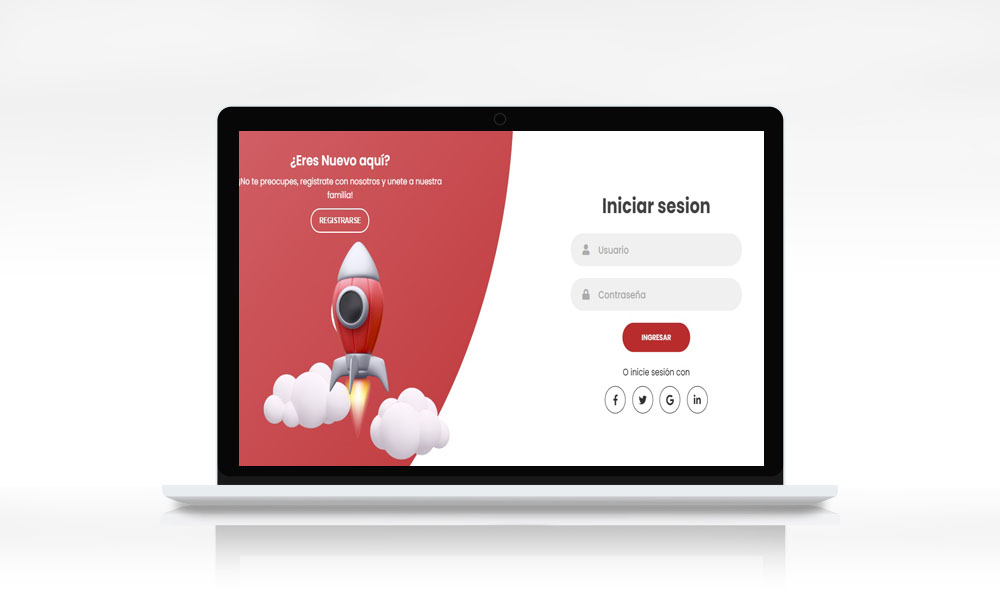 ¿Eres Nuevo aquí?
¡No te preocupes, registrate con nosotros y unete a nuestra
familia!
REGISTRARSE
Iniciar sesion
Usuario
Contraseña
INGRESAR
O inicie sesión con